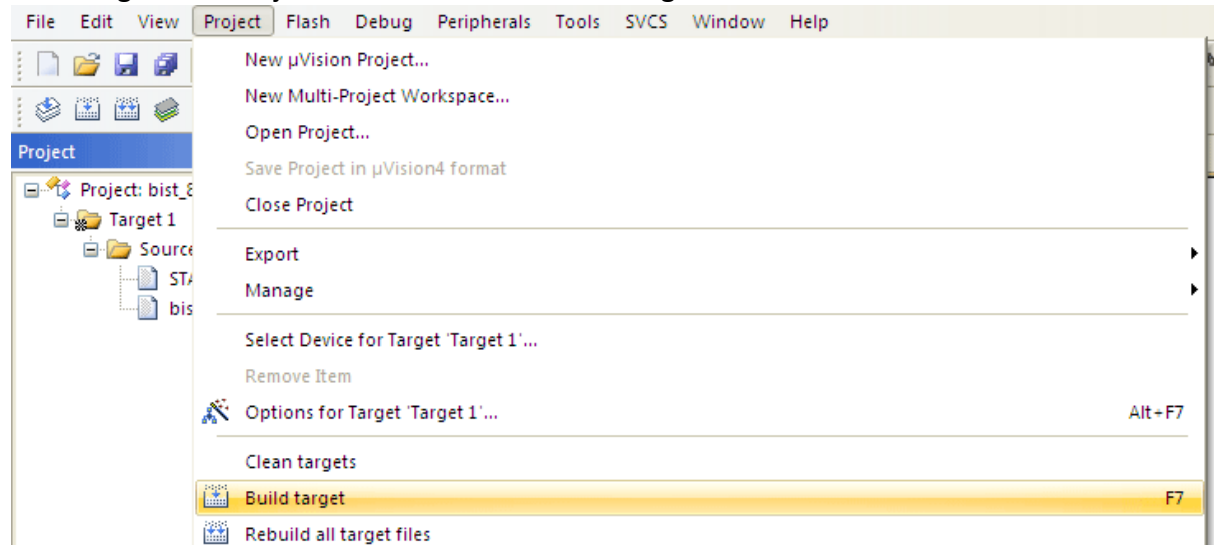 File Edit View Project Flash Debug Peripherals Tools SVCS Window Help
New µVision Project...
New Multi-Project Workspace...
Open Project...
Project
Save Project in µVision4 format
Project: bist_8
Close Project
Target 1
Source
Export
STA
Manage
bis
Select Device for Target 'Target 1'...
Remove Item
Options for Target 'Target 1'... Alt+F7
Clean targets
Build target F7
Rebuild all target files